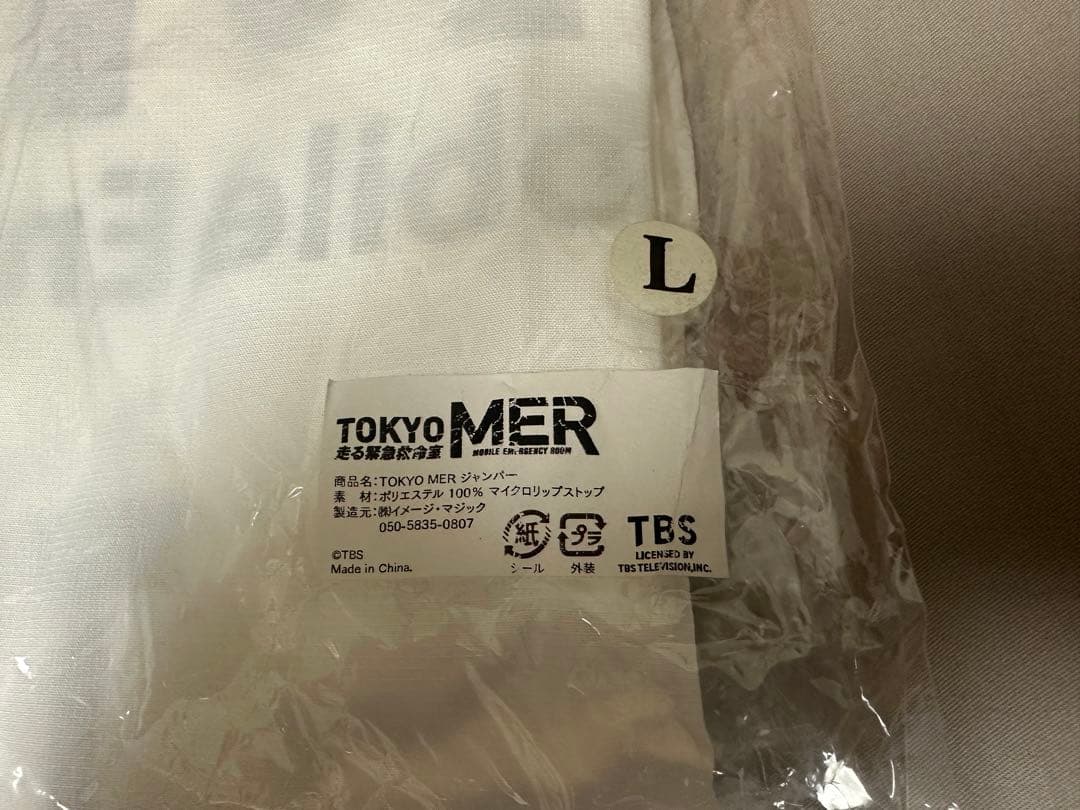 L
TOKYO MER
走る緊急救命室 MOBILE EMERGENCY ROOM
商品名:TOKYO MER ジャンパー
素 材:ポリエステル 100% マイクロリップストップ
製造元:㈱イメージ・マジック
050-5835-0807
紙 プラ TBS
シール 外装 LICENSED BY
TBS TELEVISION,INC.
©TBS
Made in China.